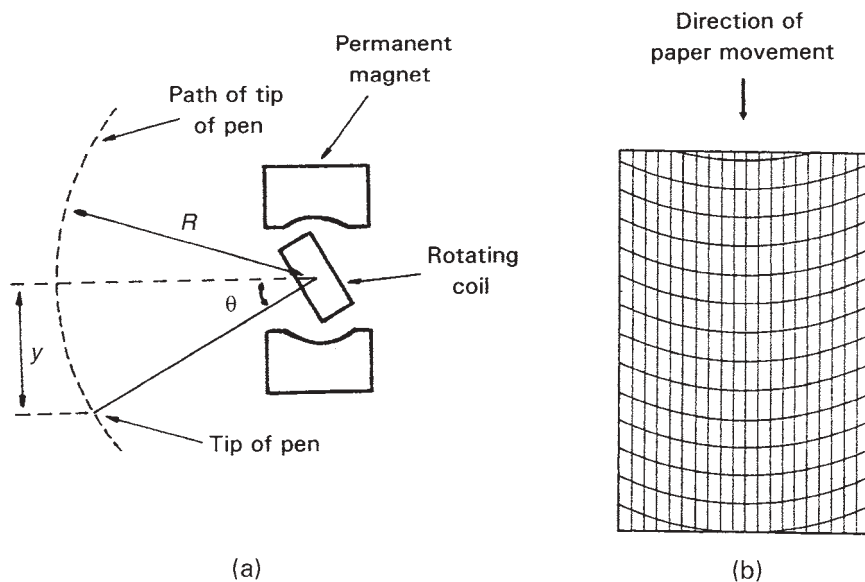 Permanent
magnet
Path of tip
of pen
R
Rotating
coil
θ
y
Tip of pen
(a)
Direction of
paper movement
(b)